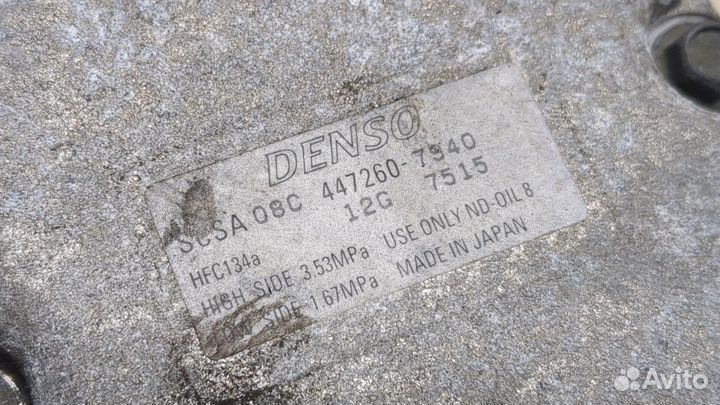 DENSO
SCSA 08C 447260-7940
12G 7515
HFC134a USE ONLY ND-OIL 8
HIGH SIDE 3.53MPa MADE IN JAPAN
SIDE 1.67MPa
Avito